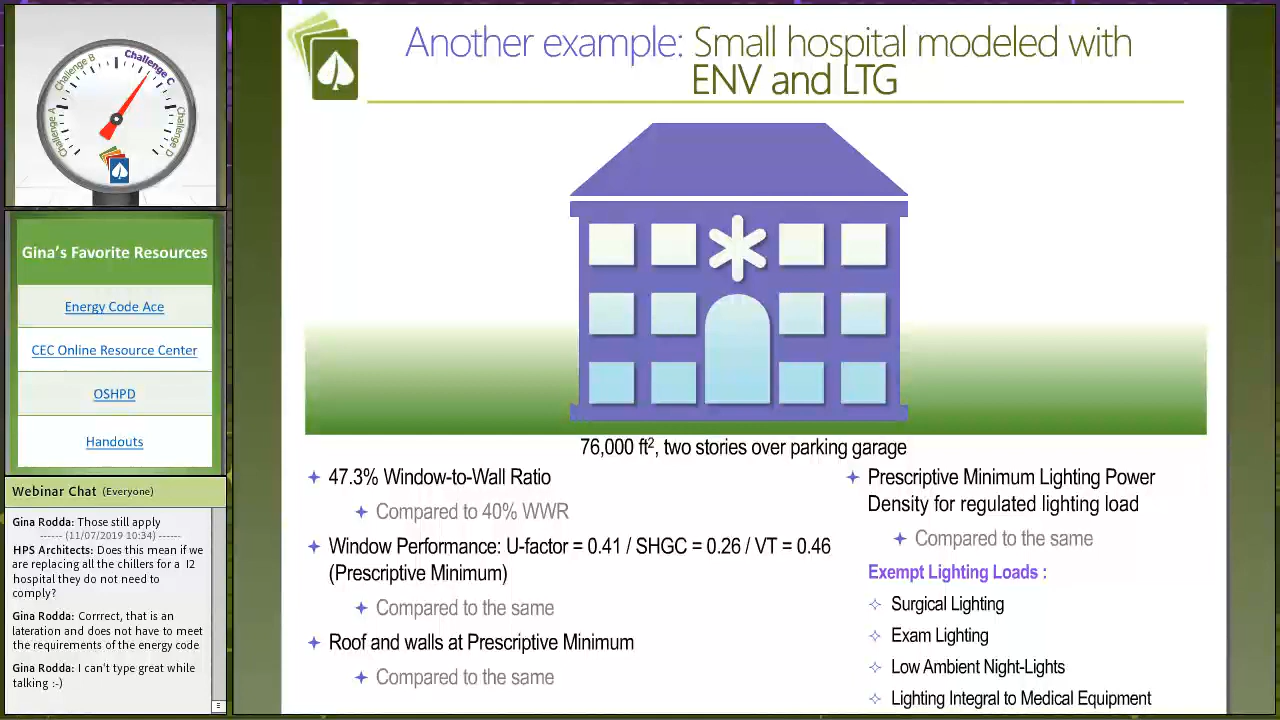 Challenge A
Challenge B
Challenge C
Challenge D
Gina's Favorite Resources
Energy Code Ace
CEC Online Resource Center
OSHPD
Handouts
Webinar Chat (Everyone)
Gina Rodda: Those still apply
------ (11/07/2019 10:34) ------
HPS Architects: Does this mean if we
are replacing all the chillers for a I2
hospital they do not need to
comply?
Gina Rodda: Corrrect, that is an
lateration and does not have to meet
the requirements of the energy code
Gina Rodda: I can't type great while
talking :-)
Another example: Small hospital modeled with
ENV and LTG
76,000 ft², two stories over parking garage
47.3% Window-to-Wall Ratio
Compared to 40% WWR
Window Performance: U-factor = 0.41 / SHGC = 0.26 / VT = 0.46
(Prescriptive Minimum)
Compared to the same
Roof and walls at Prescriptive Minimum
Compared to the same
Prescriptive Minimum Lighting Power
Density for regulated lighting load
Compared to the same
Exempt Lighting Loads :
Surgical Lighting
Exam Lighting
Low Ambient Night-Lights
Lighting Integral to Medical Equipment